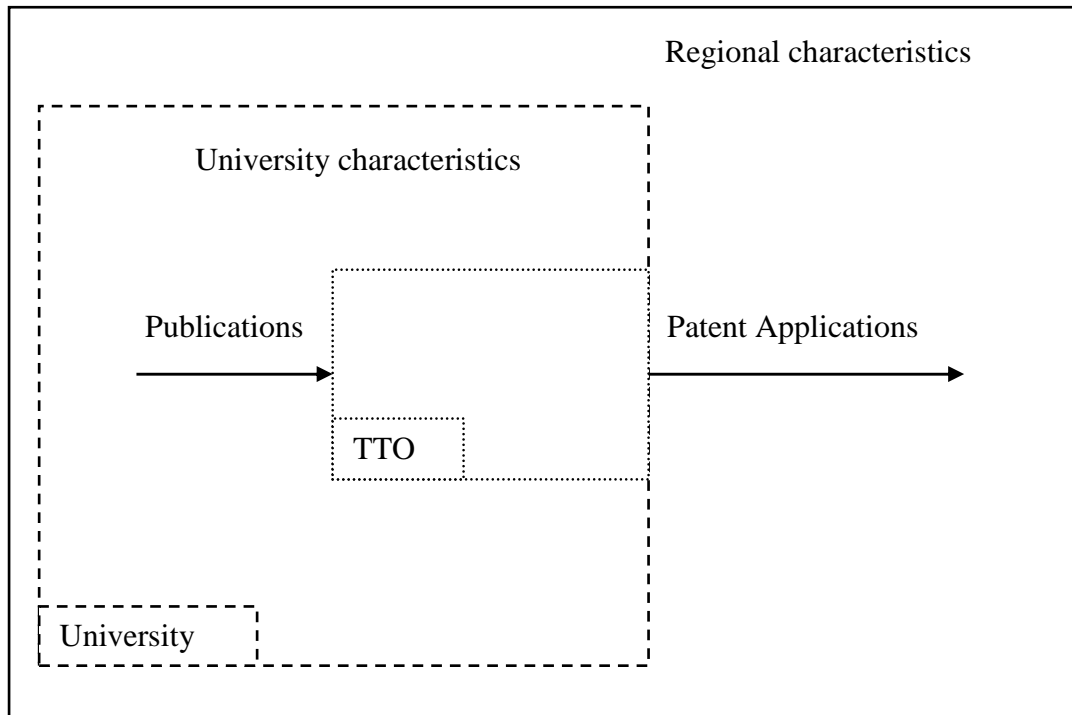 Regional characteristics
University characteristics
Publications
Patent Applications
TTO
University